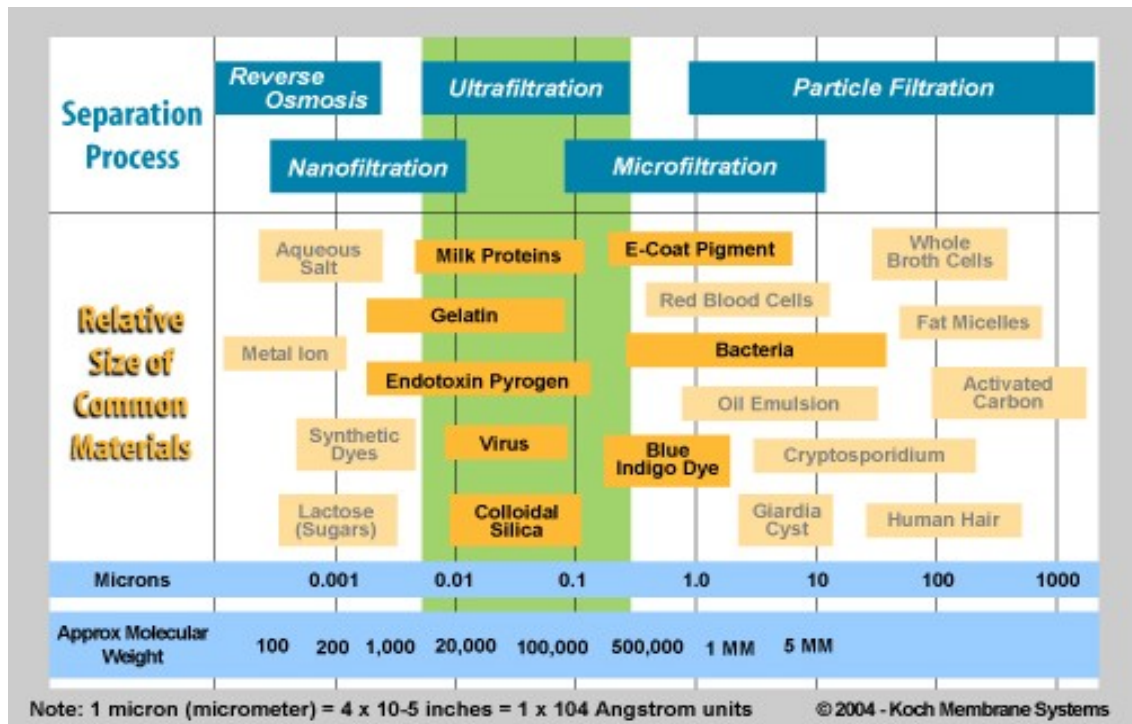 Separation
Process
Reverse
Osmosis
Ultrafiltration
Particle Filtration
Nanofiltration
Microfiltration
Relative
Size of
Common
Materials
Aqueous
Salt
Milk Proteins
E-Coat Pigment
Whole
Broth Cells
Gelatin
Red Blood Cells
Fat Micelles
Metal Ion
Bacteria
Endotoxin Pyrogen
Oil Emulsion
Activated
Carbon
Synthetic
Dyes
Virus
Blue
Indigo Dye
Cryptosporidium
Lactose
(Sugars)
Colloidal
Silica
Giardia
Cyst
Human Hair
Microns 0.001 0.01 0.1 1.0 10 100 1000
Approx Molecular
Weight
100 200 1,000 20,000 100,000 500,000 1 MM 5 MM
Note: 1 micron (micrometer) = 4 x 10-5 inches = 1 x 104 Angstrom units © 2004 - Koch Membrane Systems